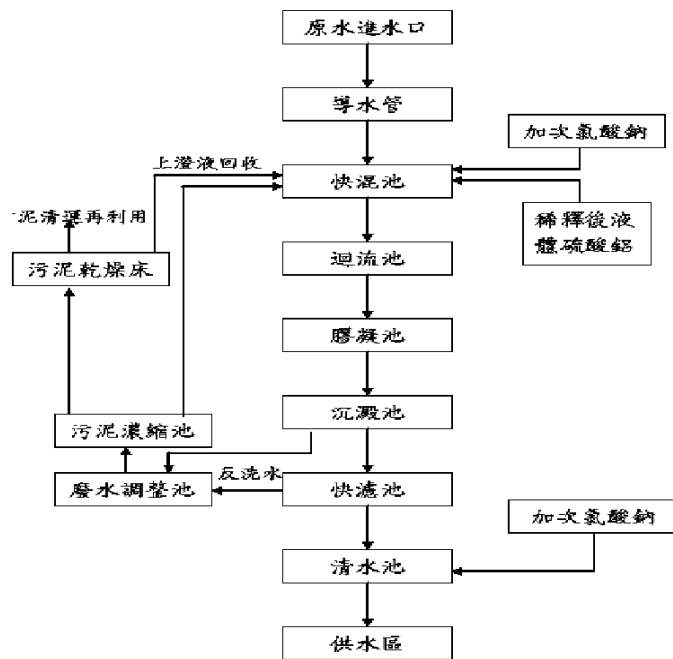 原水進水口
導水管
加次氯酸鈉
上澄液回收
快混池
泥清運再利用
稀釋後液
體硫酸鋁
污泥乾燥床
迴流池
膠凝池
沉澱池
污泥濃縮池
反洗水
廢水調整池
快濾池
加次氯酸鈉
清水池
供水區